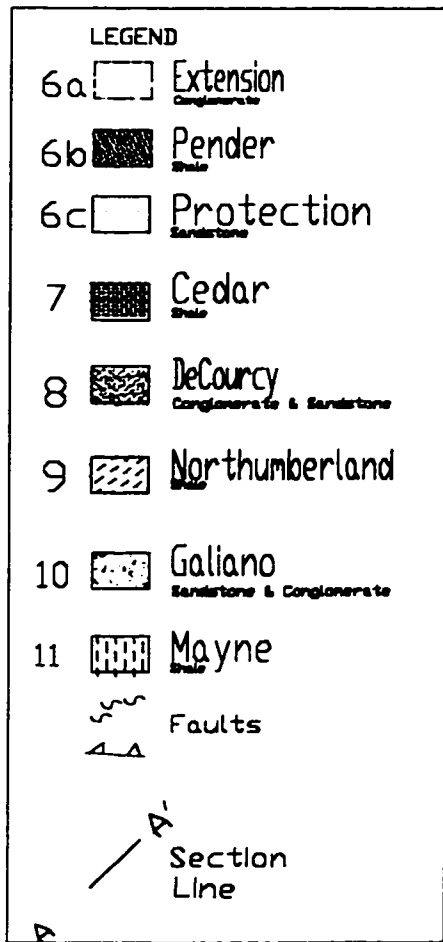 LEGEND
6a Extension
Conglomerate
6b Pender
Shale
6c Protection
Sandstone
7 Cedar
Shale
8 DeCourcy
Conglomerate & Sandstone
9 Northumberland
Shale
10 Galiano
Sandstone & Conglomerate
11 Mayne
Shale
Faults
A'
Section
Line
A